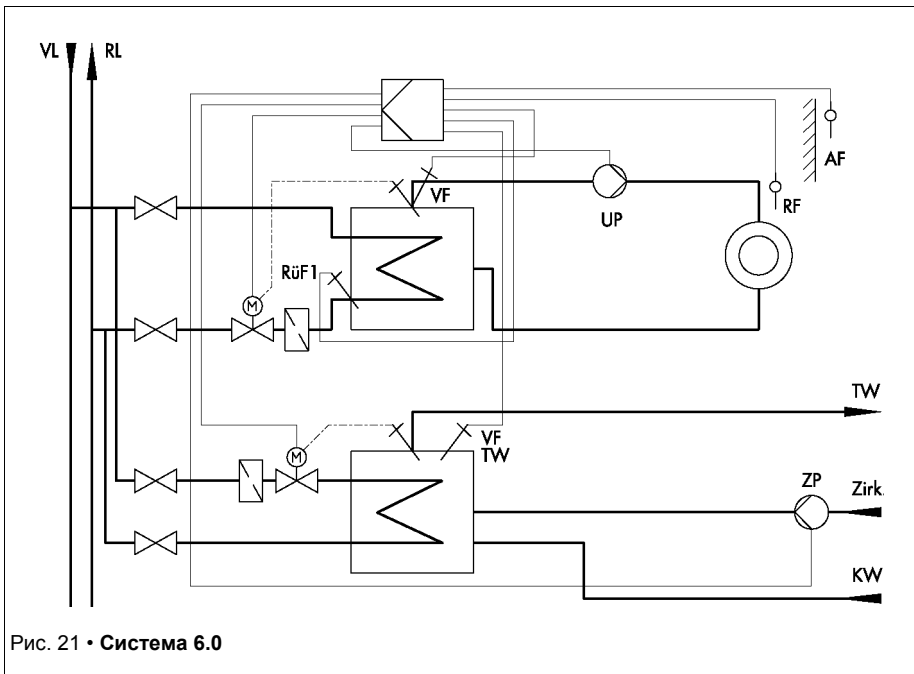 VL RL
AF
VF
RF
UP
RüF1
M
TW
VF
TW
M
ZP
Zirk.
KW
Рис. 21 • Система 6.0